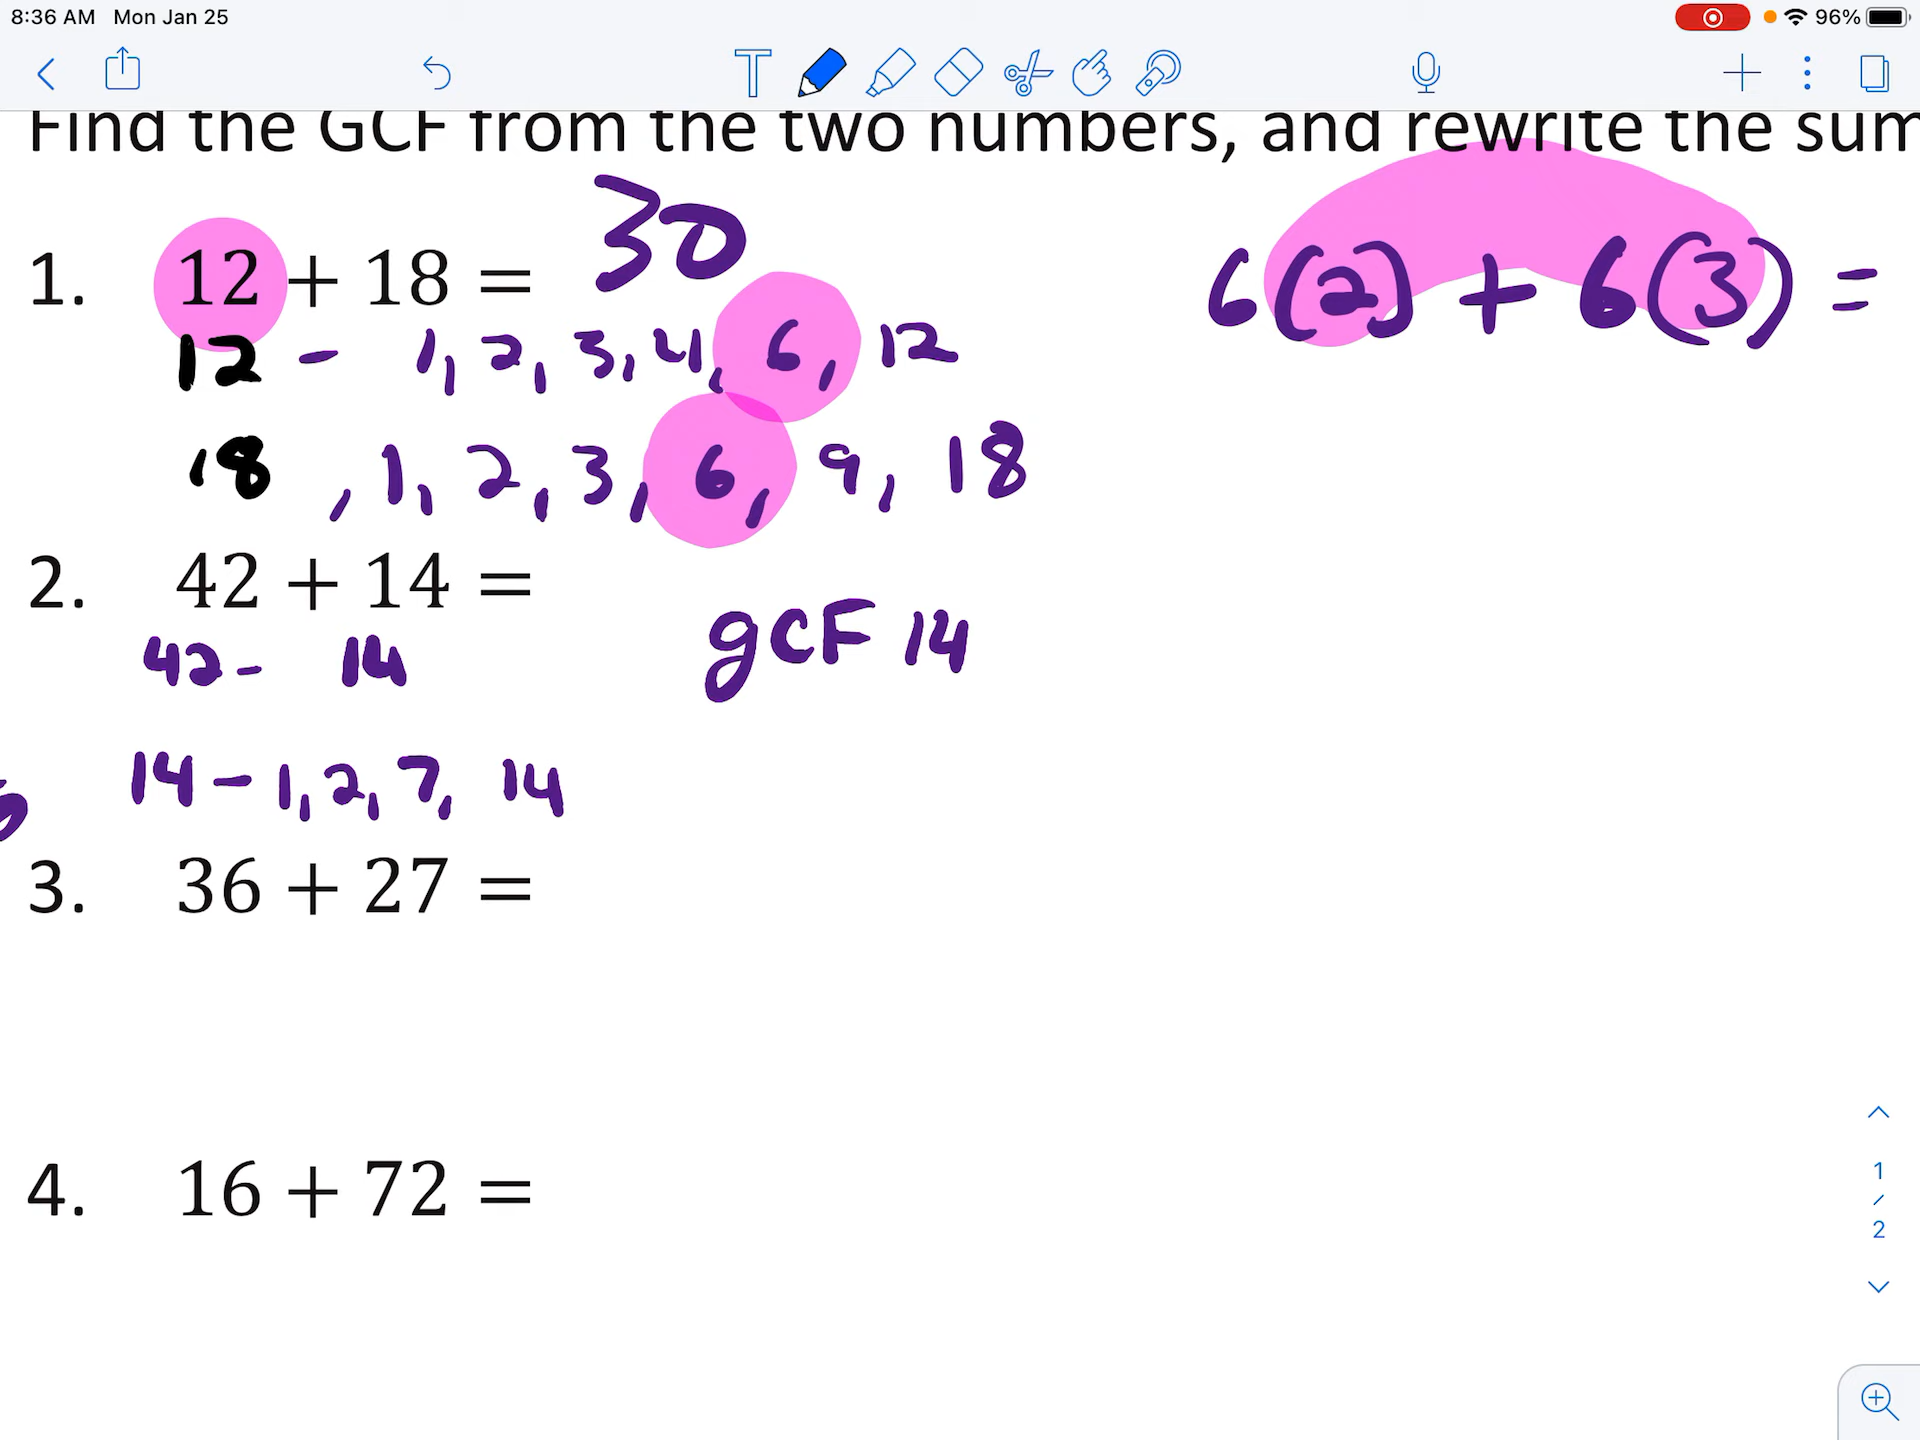 8:36 AM Mon Jan 25 96%
Find the GCF from the two numbers, and rewrite the sum
1. 12 + 18 = 30 6(2) + 6(3) =
12 - 1, 2, 3, 4, 6, 12
18 , 1, 2, 3, 6, 9, 18
2. 42 + 14 =
gCF 14
42 - 14
14 - 1, 2, 7, 14
3. 36 + 27 =
4. 16 + 72 =
1
/
2